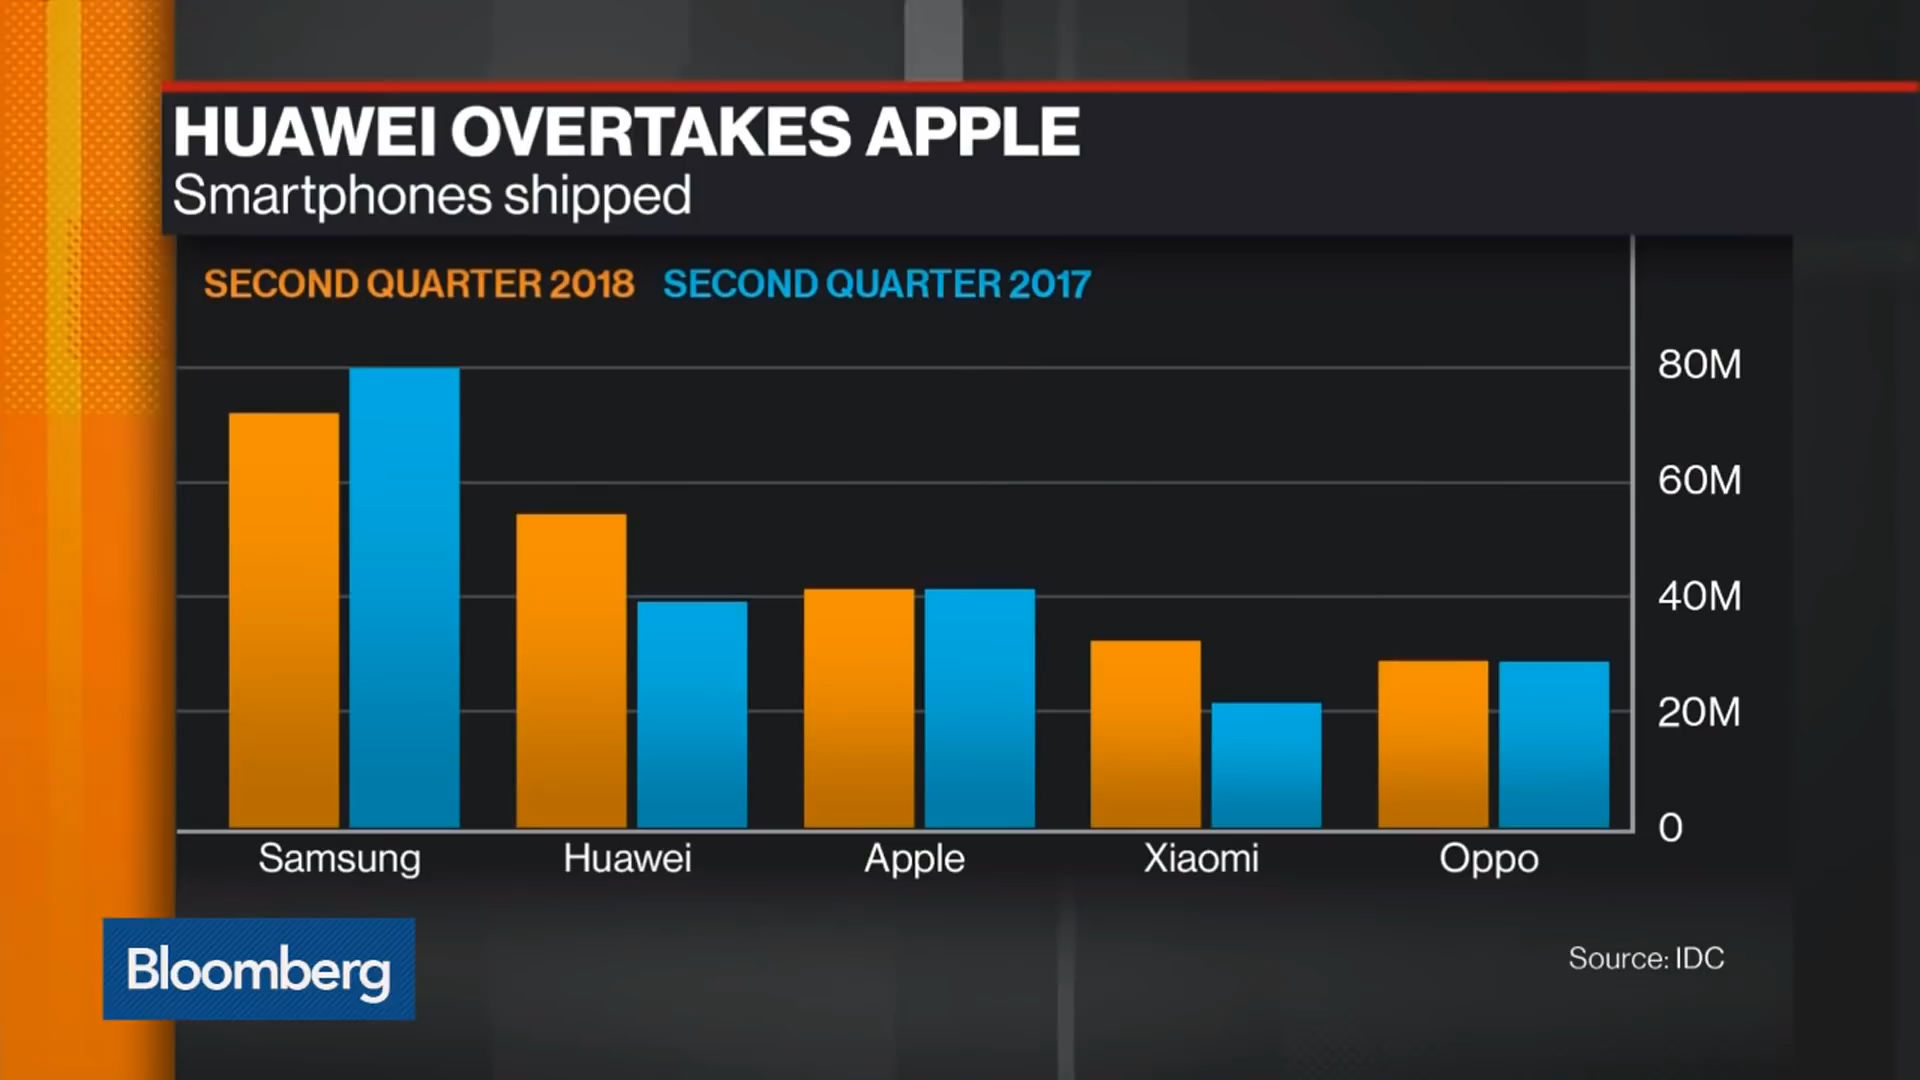 HUAWEI OVERTAKES APPLE
Smartphones shipped
SECOND QUARTER 2018 SECOND QUARTER 2017
80M
60M
40M
20M
0
Samsung Huawei Apple Xiaomi Oppo
Bloomberg
Source: IDC